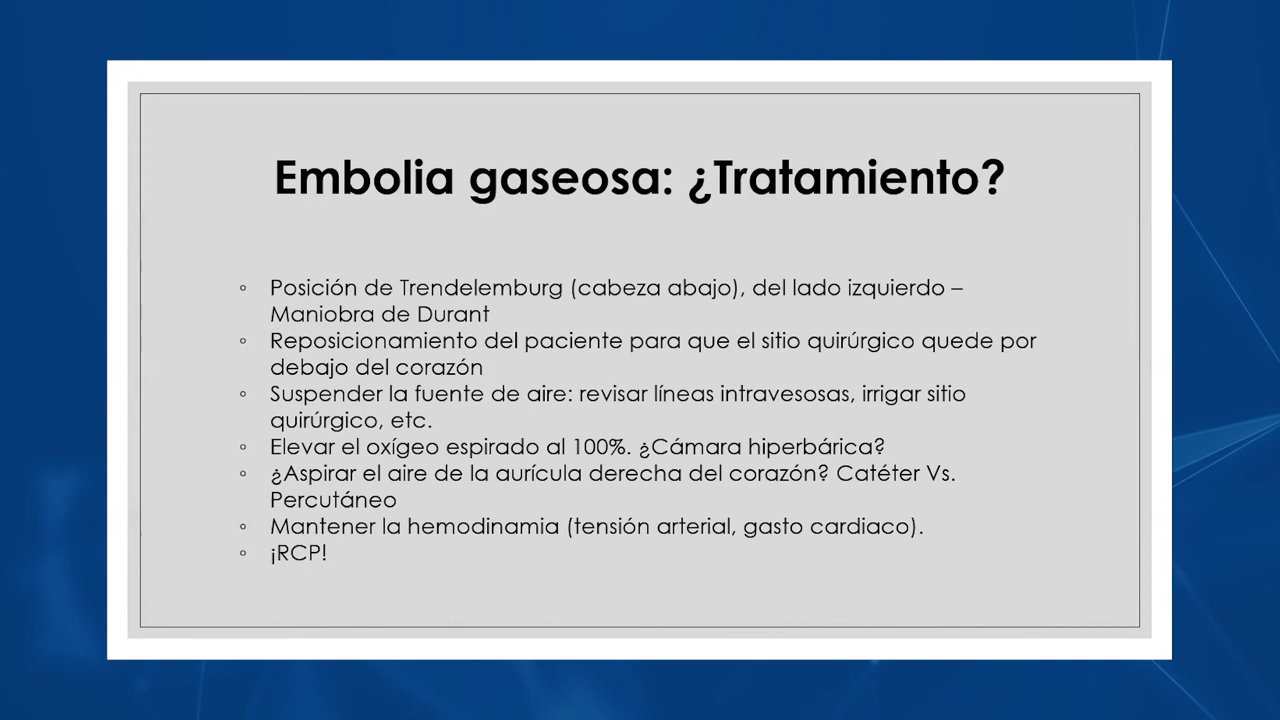 Embolia gaseosa: ¿Tratamiento?
◦ Posición de Trendelemburg (cabeza abajo), del lado izquierdo –
Maniobra de Durant
◦ Reposicionamiento del paciente para que el sitio quirúrgico quede por
debajo del corazón
◦ Suspender la fuente de aire: revisar líneas intravesosas, irrigar sitio
quirúrgico, etc.
◦ Elevar el oxígeo espirado al 100%. ¿Cámara hiperbárica?
◦ ¿Aspirar el aire de la aurícula derecha del corazón? Catéter Vs.
Percutáneo
◦ Mantener la hemodinamia (tensión arterial, gasto cardiaco).
◦ ¡RCP!